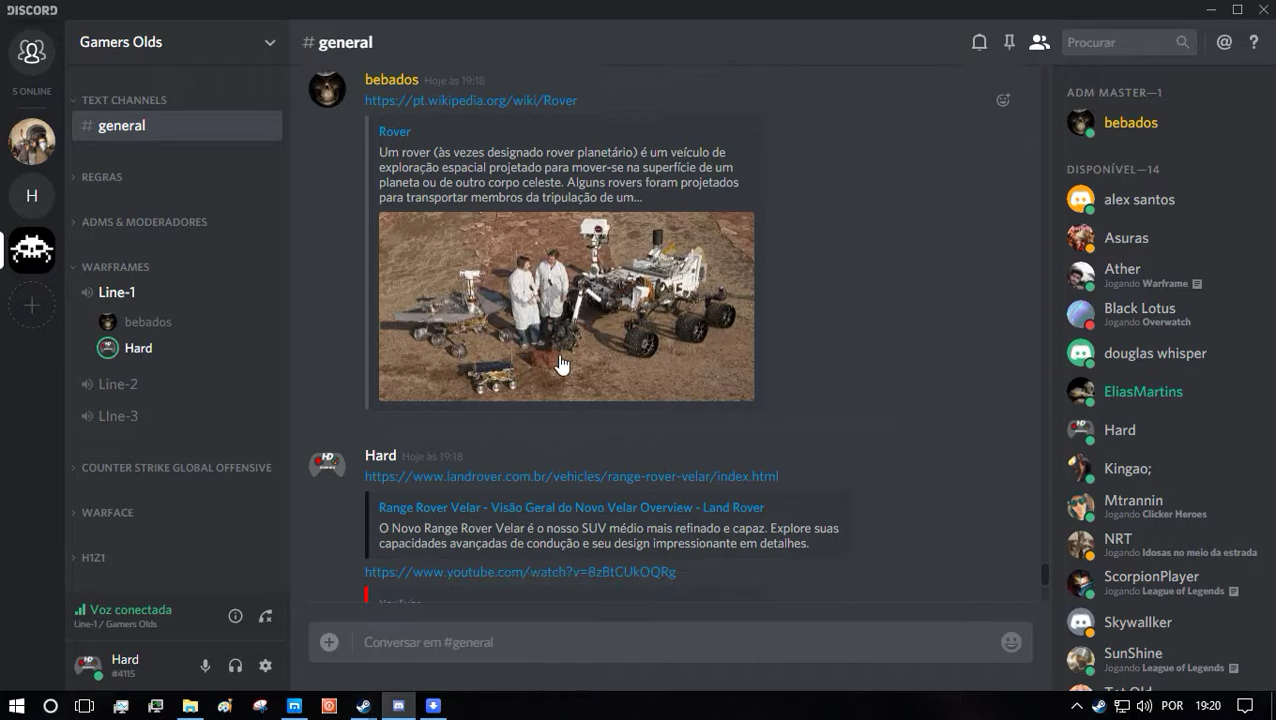 DISCORD
5 ONLINE
H
Gamers Olds
TEXT CHANNELS
# general
REGRAS
ADMS & MODERADORES
WARFRAMES
Line-1
bebados
Hard
Line-2
LIne-3
COUNTER STRIKE GLOBAL OFFENSIVE
WARFACE
H1Z1
Voz conectada
Line-1 / Gamers Olds
Hard
#4115
# general
Procurar
@
?
bebados Hoje às 19:18
https://pt.wikipedia.org/wiki/Rover
Rover
Um rover (às vezes designado rover planetário) é um veículo de
exploração espacial projetado para mover-se na superfície de um
planeta ou de outro corpo celeste. Alguns rovers foram projetados
para transportar membros da tripulação de um...
Hard Hoje às 19:18
https://www.landrover.com.br/vehicles/range-rover-velar/index.html
Range Rover Velar - Visão Geral do Novo Velar Overview - Land Rover
O Novo Range Rover Velar é o nosso SUV médio mais refinado e capaz. Explore suas
capacidades avançadas de condução e seu design impressionante em detalhes.
https://www.youtube.com/watch?v=8zBtCUkOQRg
YouTube
Conversar em #general
ADM MASTER—1
bebados
DISPONÍVEL—14
alex santos
Asuras
Ather
Jogando Warframe
Black Lotus
Jogando Overwatch
douglas whisper
EliasMartins
Hard
Kingao;
Mtrannin
Jogando Clicker Heroes
NRT
Jogando Idosas no meio da estrada
ScorpionPlayer
Jogando League of Legends
Skywallker
SunShine
Jogando League of Legends
POR 19:20